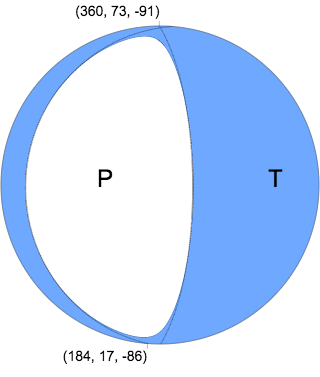 (360, 73, -91)
P
T
(184, 17, -86)